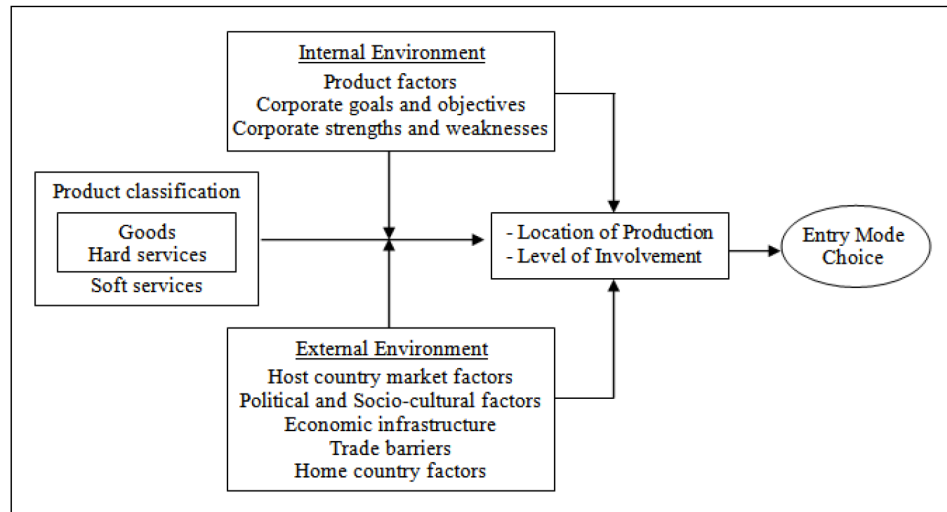 Internal Environment
Product factors
Corporate goals and objectives
Corporate strengths and weaknesses
Product classification
Goods
Hard services
Soft services
- Location of Production
- Level of Involvement
Entry Mode
Choice
External Environment
Host country market factors
Political and Socio-cultural factors
Economic infrastructure
Trade barriers
Home country factors